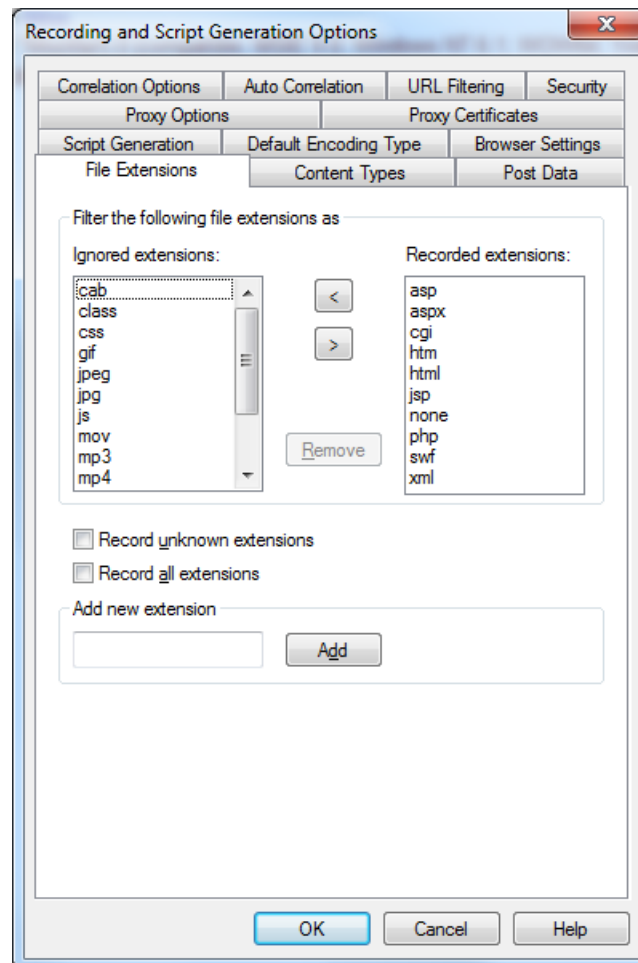 Recording and Script Generation Options
Correlation Options Auto Correlation URL Filtering Security
Proxy Options Proxy Certificates
Script Generation Default Encoding Type Browser Settings
File Extensions Content Types Post Data
Filter the following file extensions as
Ignored extensions: Recorded extensions:
cab
class
css
gif
jpeg
jpg
js
mov
mp3
mp4
<
>
Remove
asp
aspx
cgi
htm
html
jsp
none
php
swf
xml
Record unknown extensions
Record all extensions
Add new extension
Add
OK Cancel Help